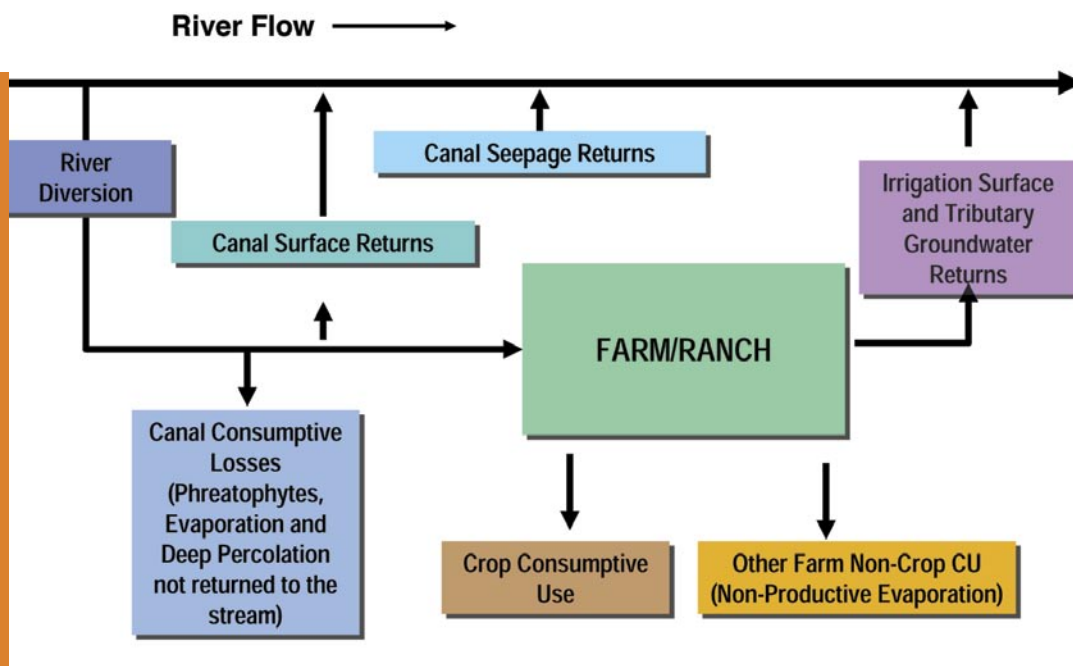 River Flow
River
Diversion
Canal Seepage Returns
Canal Surface Returns
Irrigation Surface
and Tributary
Groundwater
Returns
FARM/RANCH
Canal Consumptive
Losses
(Phreatophytes,
Evaporation and
Deep Percolation
not returned to the
stream)
Crop Consumptive
Use
Other Farm Non-Crop CU
(Non-Productive Evaporation)